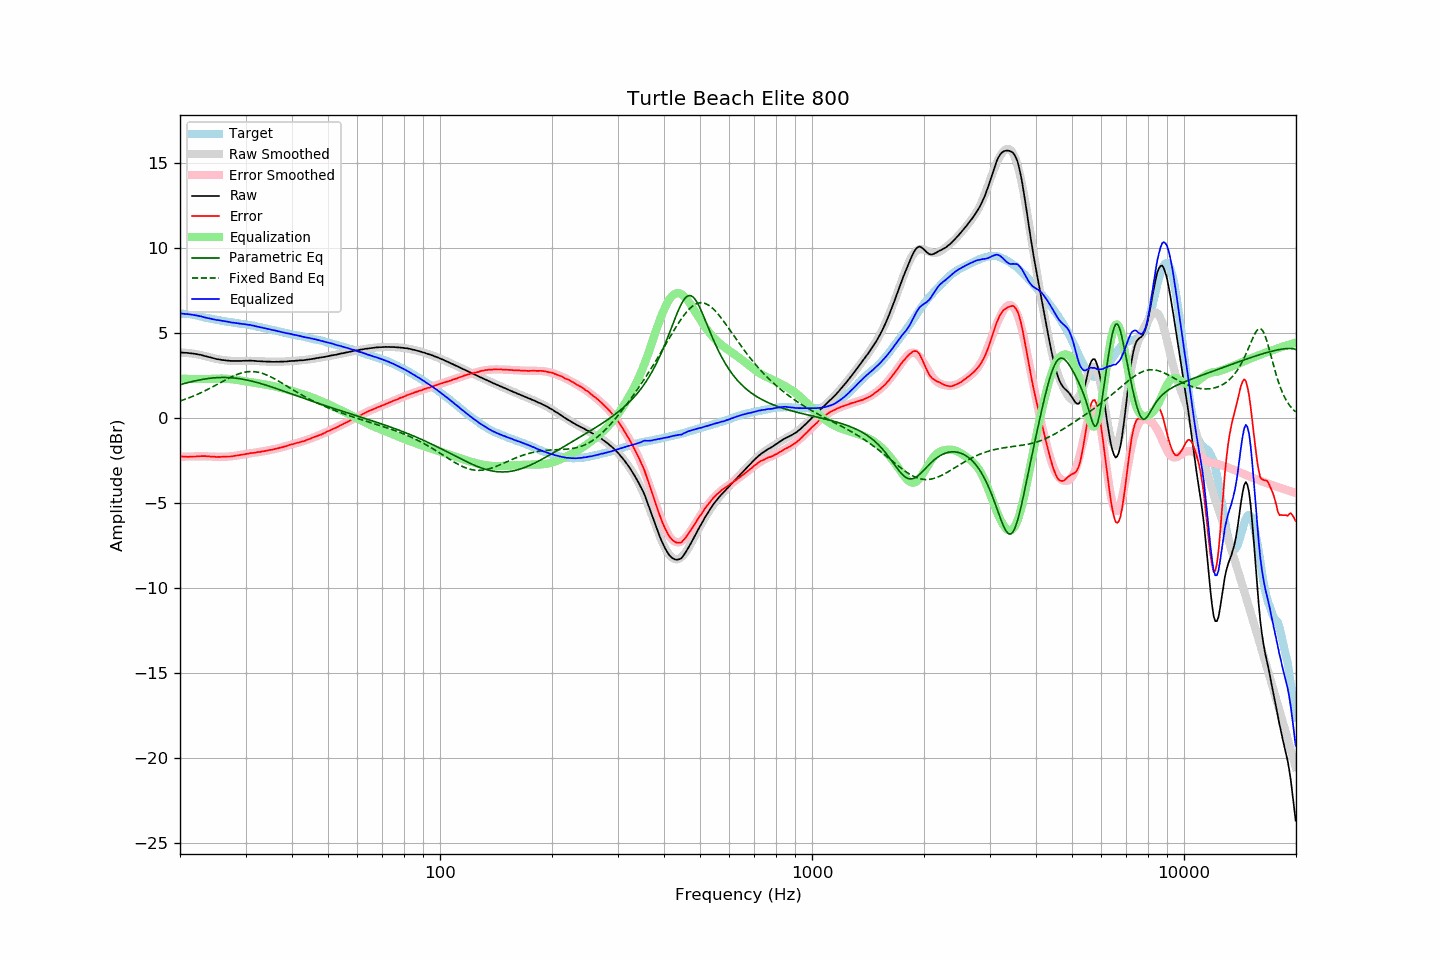 Turtle Beach Elite 800
Target
Raw Smoothed
Error Smoothed
Raw
Error
Equalization
Parametric Eq
Fixed Band Eq
Equalized
15
10
5
0
−5
−10
−15
−20
−25
Amplitude (dBr)
100
1000
10000
Frequency (Hz)